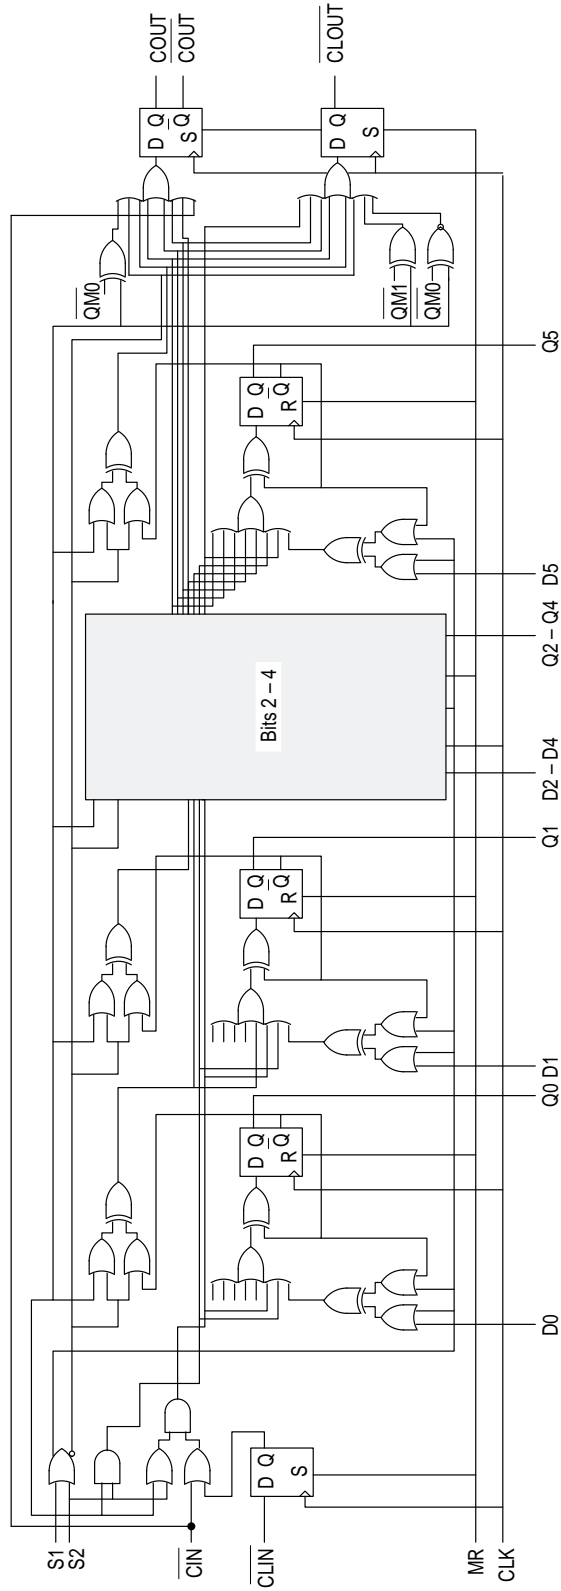 COUT
COUT
CLOUT
D Q
Q
S
D Q
S
QM0
QM1
QM0
D Q
Q
R
Q5
D5
Bits 2 – 4
Q2 – Q4
D2 – D4
D Q
Q
R
Q1
D1
D Q
Q
R
Q0
D0
S1
S2
CIN
CLIN
D Q
S
MR
CLK